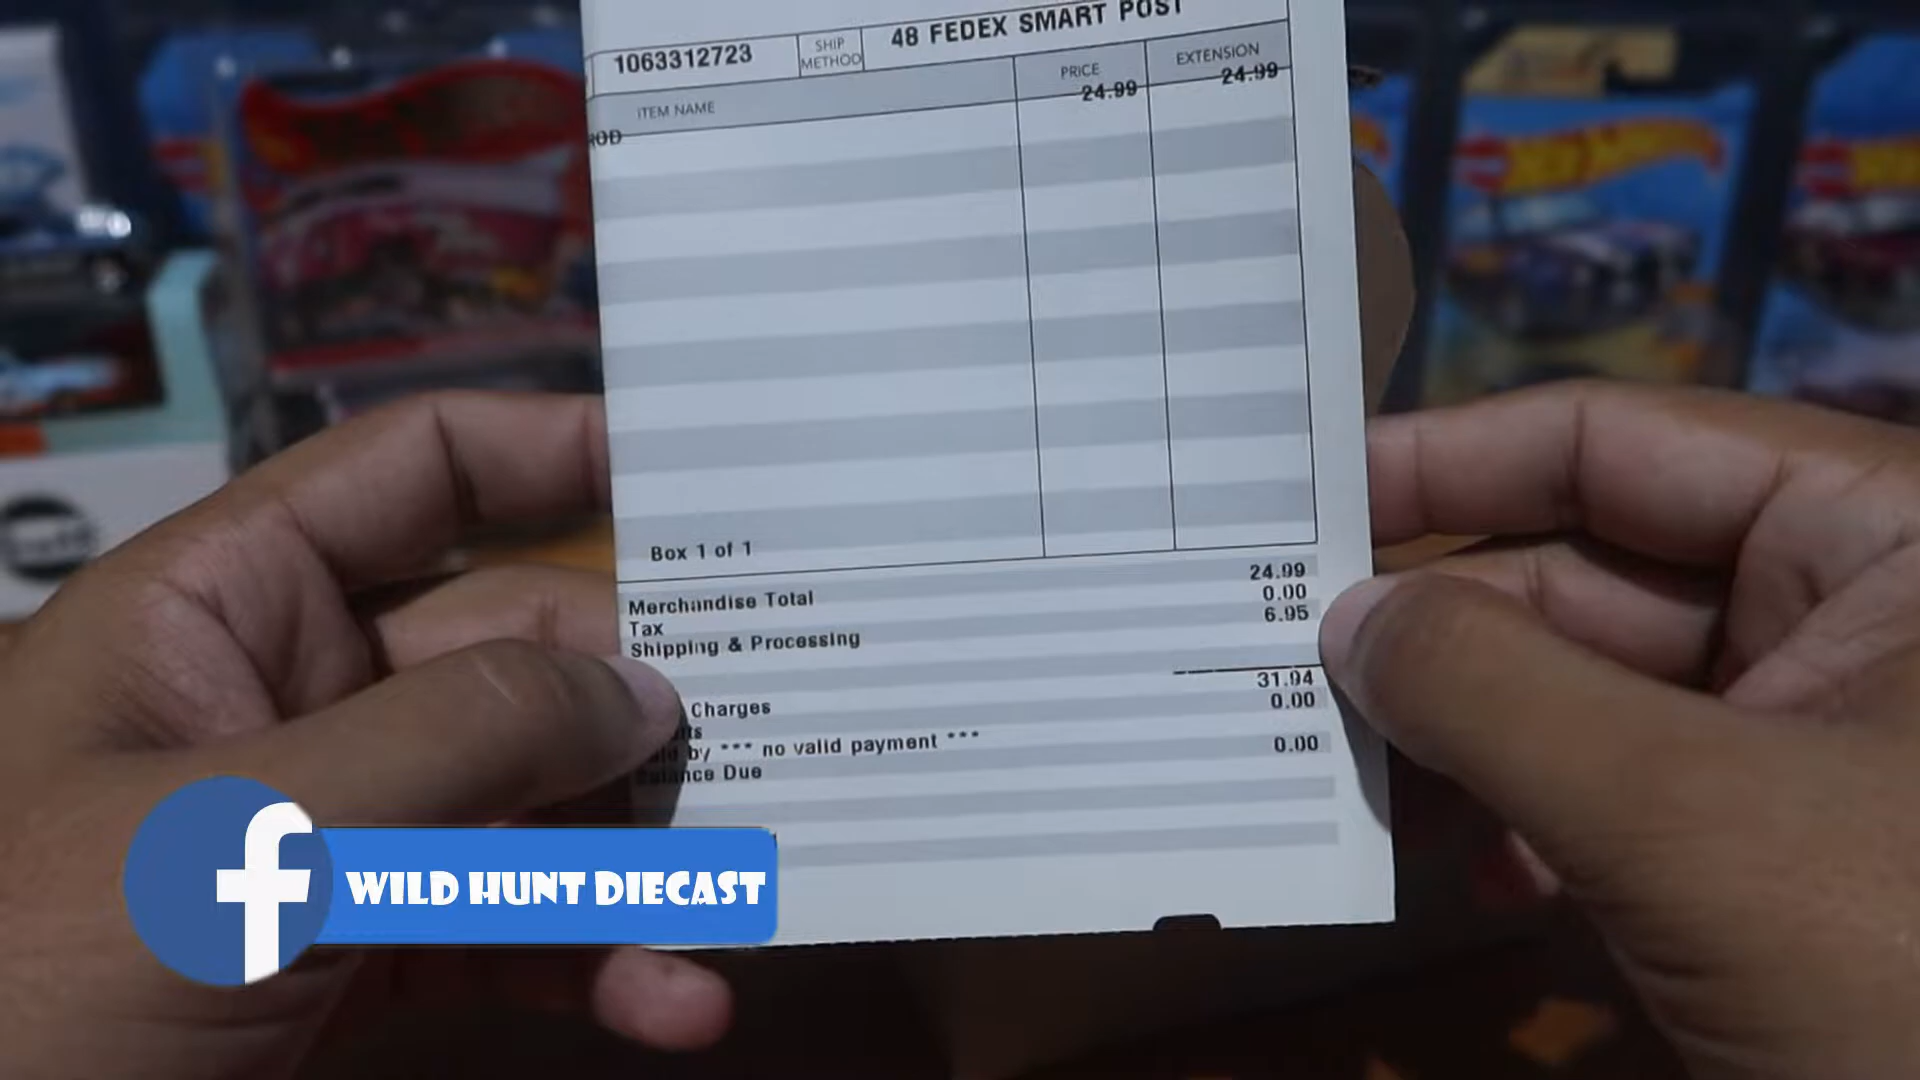 48 FEDEX SMART POST
1063312723
SHIP METHOD
ITEM NAME
PRICE
EXTENSION
24.99
24.99
ROD
Box 1 of 1
Merchandise Total 24.99
Tax 0.00
Shipping & Processing 6.95
Charges 31.94
0.00
by *** no valid payment ***
Balance Due 0.00
f
WILD HUNT DIECAST